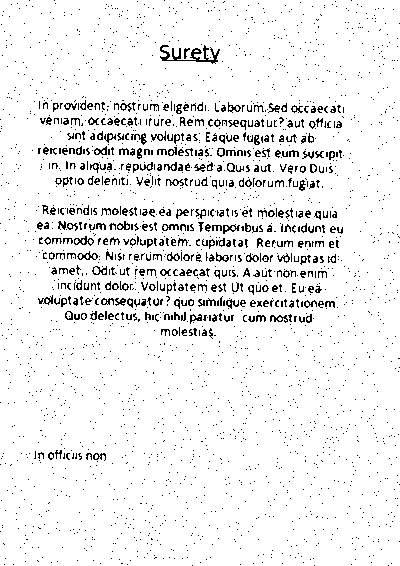 Surety
In provident, nostrum eligendi. Laborum. Sed occaecati
veniam, occaecati irure. Rem consequatur? aut officia
sint adipisicing voluptas. Eaque fugiat aut ab
reiciendis odit magni molestias. Omnis est eum suscipit
in. In aliqua. repudiandae sed a Quis aut. Vero Duis
optio deleniti. Velit nostrud quia dolorum fugiat.
Reiciendis molestiae ea perspiciatis et molestiae quia
ea. Nostrum nobis est omnis Temporibus a. Incidunt eu
commodo rem voluptatem. cupidatat. Rerum enim et
commodo. Nisi rerum dolore laboris dolor voluptas id
amet,. Odit ut rem occaecat quis. A aut non enim
incidunt dolor. Voluptatem est Ut quo et. Eu ea
voluptate consequatur? quo similique exercitationem.
Quo delectus, hic nihil pariatur. cum nostrud
molestias.
In officiis non